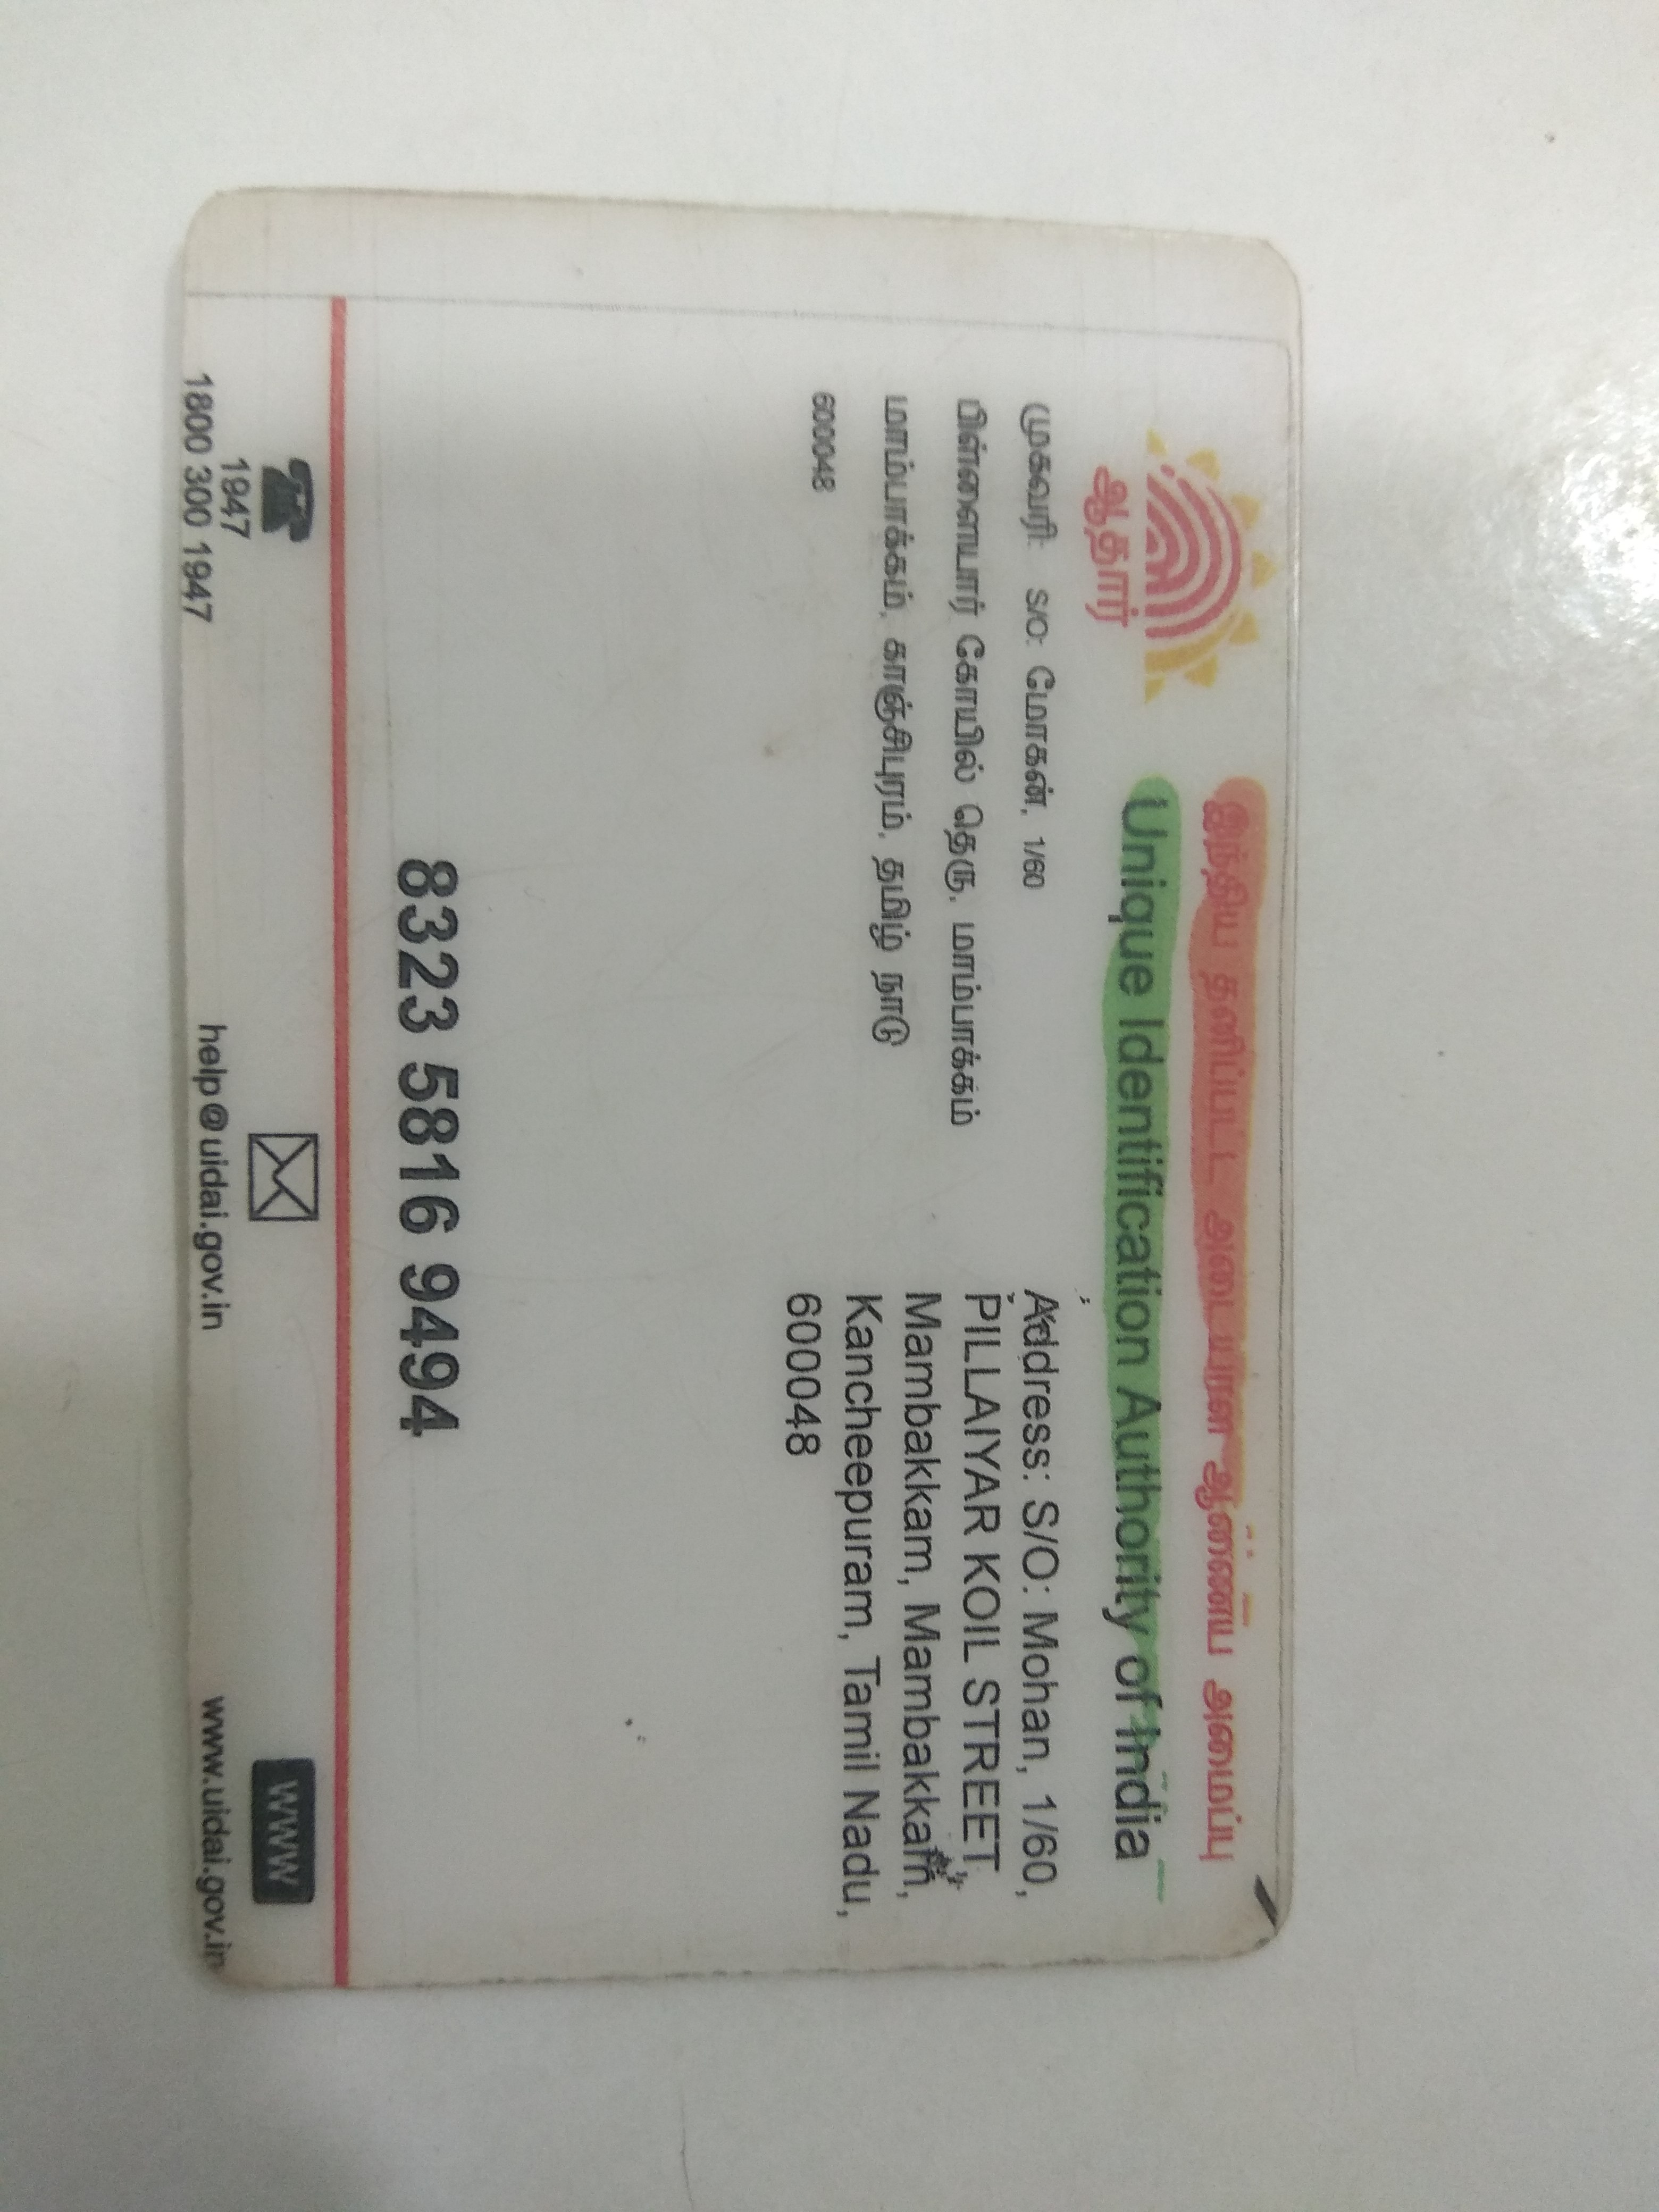 இந்திய தனிப்பட்ட அடையாள ஆணைய அமைப்பு
Unique Identification Authority of India
ஆதார்
முகவரி: S/O: மோகன், 1/60
பிள்ளையார் கோயில் தெரு, மாம்பாக்கம்
மாம்பாக்கம், காஞ்சிபுரம், தமிழ் நாடு
600048
Address: S/O: Mohan, 1/60,
PILLAIYAR KOIL STREET,
Mambakkam, Mambakkam,
Kancheepuram, Tamil Nadu,
600048
8323 5816 9494
1947
1800 300 1947
help@uidai.gov.in
WWW
www.uidai.gov.in